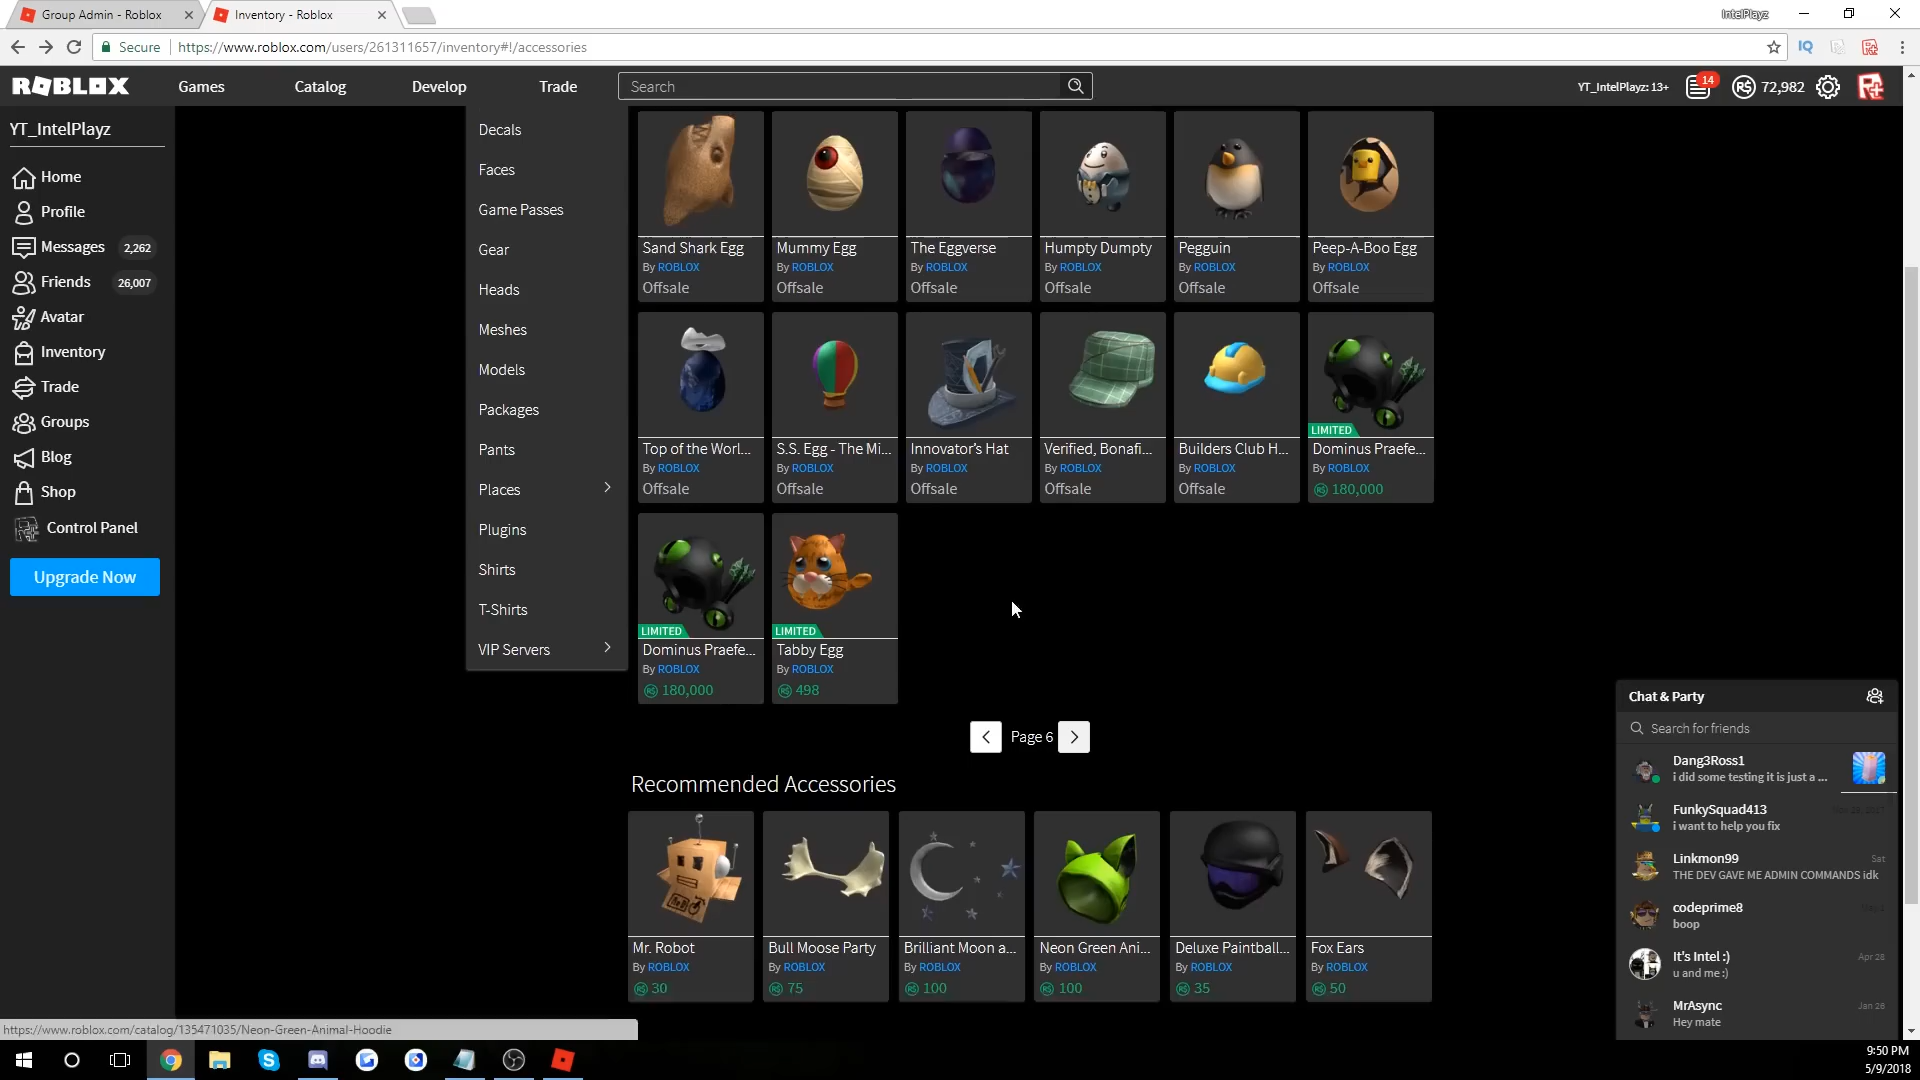 Group Admin - Roblox
Inventory - Roblox
IntelPlayz
Secure
https://www.roblox.com/users/261311657/inventory#!/accessories
IQ
ROBLOX
Games
Catalog
Develop
Trade
Search
YT_IntelPlayz: 13+
14
R$ 72,982
R+
YT_IntelPlayz
Home
Profile
Messages 2,262
Friends 26,007
Avatar
Inventory
Trade
Groups
Blog
Shop
Control Panel
Upgrade Now
Decals
Faces
Game Passes
Gear
Heads
Meshes
Models
Packages
Pants
Places
Plugins
Shirts
T-Shirts
VIP Servers
Sand Shark Egg
By ROBLOX
Offsale
Mummy Egg
By ROBLOX
Offsale
The Eggverse
By ROBLOX
Offsale
Humpty Dumpty
By ROBLOX
Offsale
Pegguin
By ROBLOX
Offsale
Peep-A-Boo Egg
By ROBLOX
Offsale
Top of the Worl...
By ROBLOX
Offsale
S.S. Egg - The Mi...
By ROBLOX
Offsale
Innovator's Hat
By ROBLOX
Offsale
Verified, Bonafi...
By ROBLOX
Offsale
Builders Club H...
By ROBLOX
Offsale
LIMITED
Dominus Praefe...
By ROBLOX
R$ 180,000
LIMITED
Dominus Praefe...
By ROBLOX
R$ 180,000
LIMITED
Tabby Egg
By ROBLOX
R$ 498
Page 6
Recommended Accessories
Mr. Robot
By ROBLOX
R$ 30
Bull Moose Party
By ROBLOX
R$ 75
Brilliant Moon a...
By ROBLOX
R$ 100
Neon Green Ani...
By ROBLOX
R$ 100
Deluxe Paintball...
By ROBLOX
R$ 35
Fox Ears
By ROBLOX
R$ 50
Chat & Party
Search for friends
Dang3Ross1
i did some testing it is just a ...
FunkySquad413
i want to help you fix
Linkmon99 Sat
THE DEV GAVE ME ADMIN COMMANDS idk
codeprime8
boop
It's Intel :) Apr 28
u and me :)
MrAsync Jan 26
Hey mate
https://www.roblox.com/catalog/135471035/Neon-Green-Animal-Hoodie
9:50 PM
5/9/2018